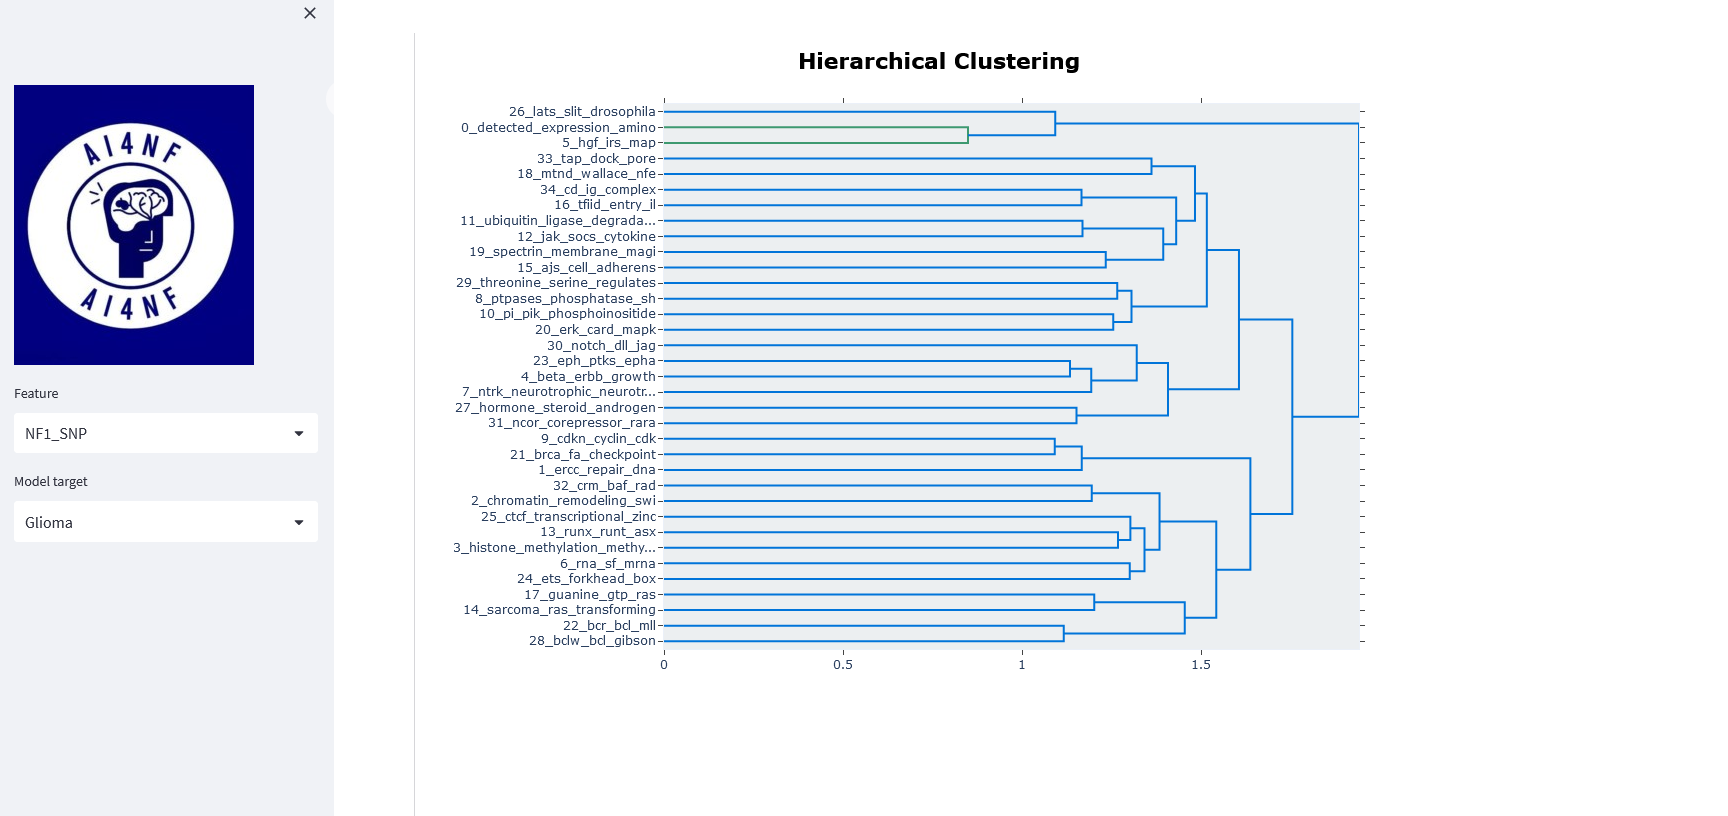 AI4NF
AI4NF
Feature
NF1_SNP
Model target
Glioma
Hierarchical Clustering
26_lats_slit_drosophila
0_detected_expression_amino
5_hgf_irs_map
33_tap_dock_pore
18_mtnd_wallace_nfe
34_cd_ig_complex
16_tfiid_entry_il
11_ubiquitin_ligase_degrada...
12_jak_socs_cytokine
19_spectrin_membrane_magi
15_ajs_cell_adherens
29_threonine_serine_regulates
8_ptpases_phosphatase_sh
10_pi_pik_phosphoinositide
20_erk_card_mapk
30_notch_dll_jag
23_eph_ptks_epha
4_beta_erbb_growth
7_ntrk_neurotrophic_neurotr...
27_hormone_steroid_androgen
31_ncor_corepressor_rara
9_cdkn_cyclin_cdk
21_brca_fa_checkpoint
1_ercc_repair_dna
32_crm_baf_rad
2_chromatin_remodeling_swi
25_ctcf_transcriptional_zinc
13_runx_runt_asx
3_histone_methylation_methy...
6_rna_sf_mrna
24_ets_forkhead_box
17_guanine_gtp_ras
14_sarcoma_ras_transforming
22_bcr_bcl_mll
28_bclw_bcl_gibson
0 0.5 1 1.5